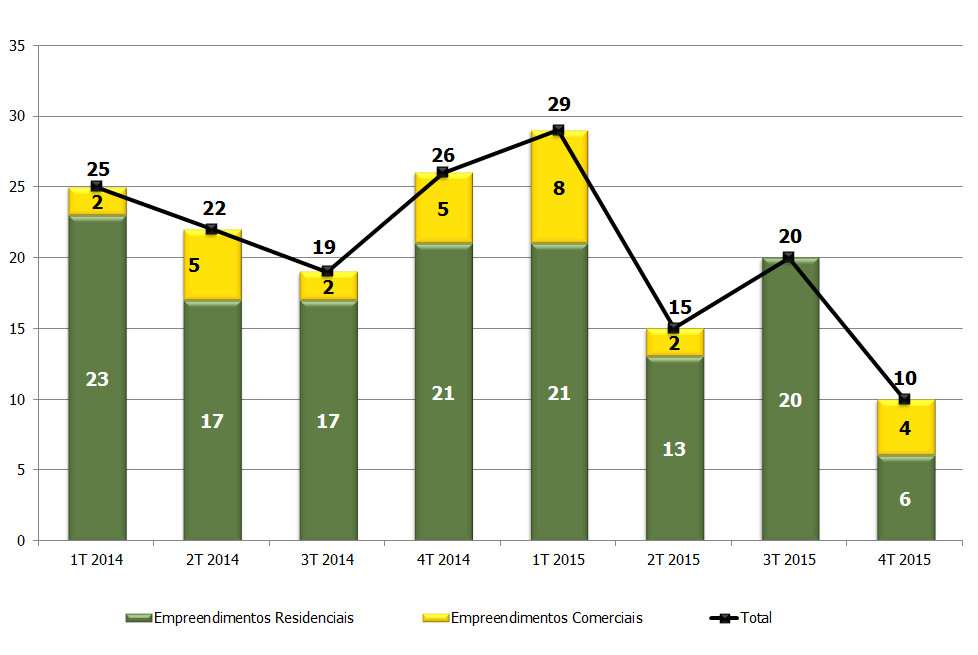 35
30
25
20
15
10
5
0
25
22
19
26
29
15
20
10
2
5
2
5
8
2
4
23
17
17
21
21
13
20
6
1T 2014
2T 2014
3T 2014
4T 2014
1T 2015
2T 2015
3T 2015
4T 2015
Empreendimentos Residenciais
Empreendimentos Comerciais
Total